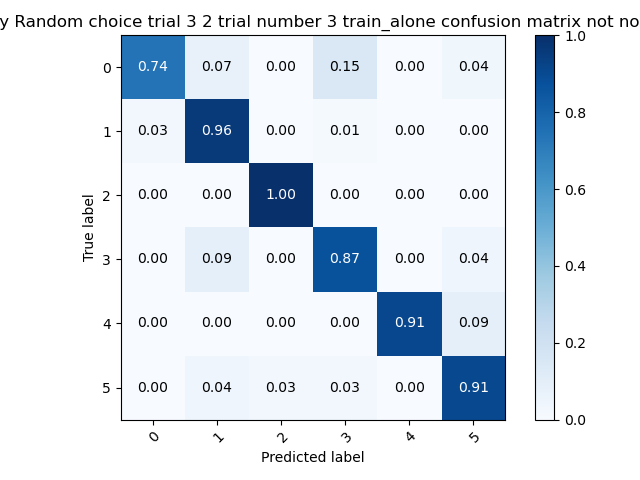 y Random choice trial 3 2 trial number 3 train_alone confusion matrix not no
1.0
0 0.74 0.07 0.00 0.15 0.00 0.04
0.8
1 0.03 0.96 0.00 0.01 0.00 0.00
2 0.00 0.00 1.00 0.00 0.00 0.00
0.6
True label
3 0.00 0.09 0.00 0.87 0.00 0.04
0.4
4 0.00 0.00 0.00 0.00 0.91 0.09
0.2
5 0.00 0.04 0.03 0.03 0.00 0.91
0.0
0 1 2 3 4 5
Predicted label